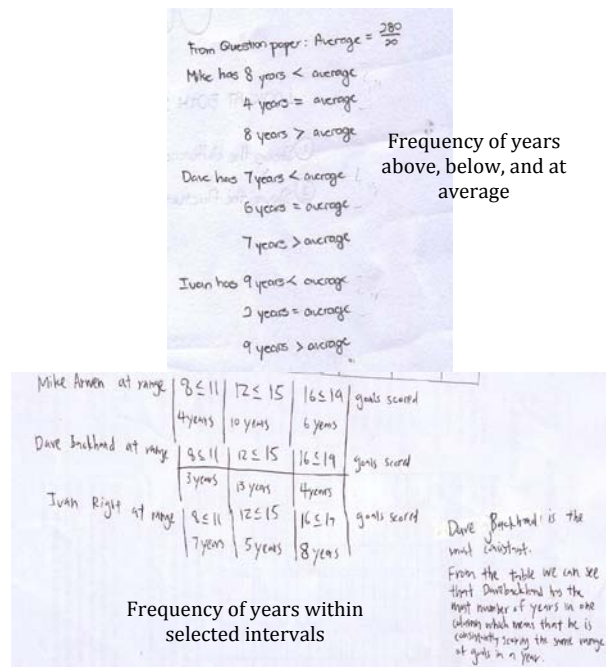 From Question paper: Average = 280/20
Mike has 8 years < average
4 years = average
8 years > average
Frequency of years
above, below, and at
average
Dave has 7 years < average
6 years = average
7 years > average
Ivan has 9 years < average
2 years = average
9 years > average
Mike Arwen at range | 8 ≤ 11 | 12 ≤ 15 | 16 ≤ 19 | goals scored
4 years | 10 years | 6 years
Dave Backhand at range | 8 ≤ 11 | 12 ≤ 15 | 16 ≤ 19 | goals scored
3 years | 13 years | 4 years
Ivan Right at range | 8 ≤ 11 | 12 ≤ 15 | 16 ≤ 19 | goals scored
7 years | 5 years | 8 years
Dave Backhand is the
most consistant.
From the table we can see
that Dave backhand has the
most number of years in one
column which means that he is
consistently scoring the same range
of goals in a year.
Frequency of years within
selected intervals